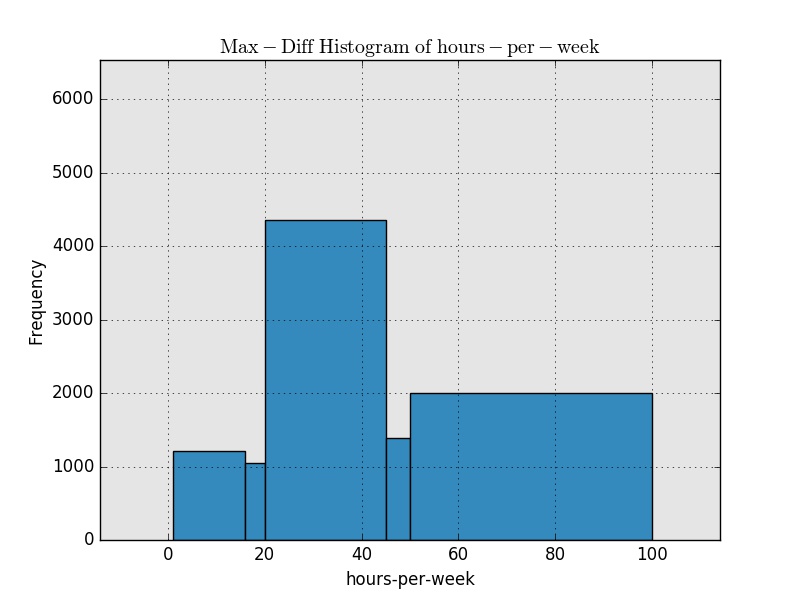 Max − Diff Histogram of hours − per − week
6000
5000
4000
3000
2000
1000
0
Frequency
0 20 40 60 80 100
hours-per-week